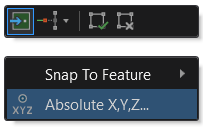 Snap To Feature
XYZ Absolute X,Y,Z...